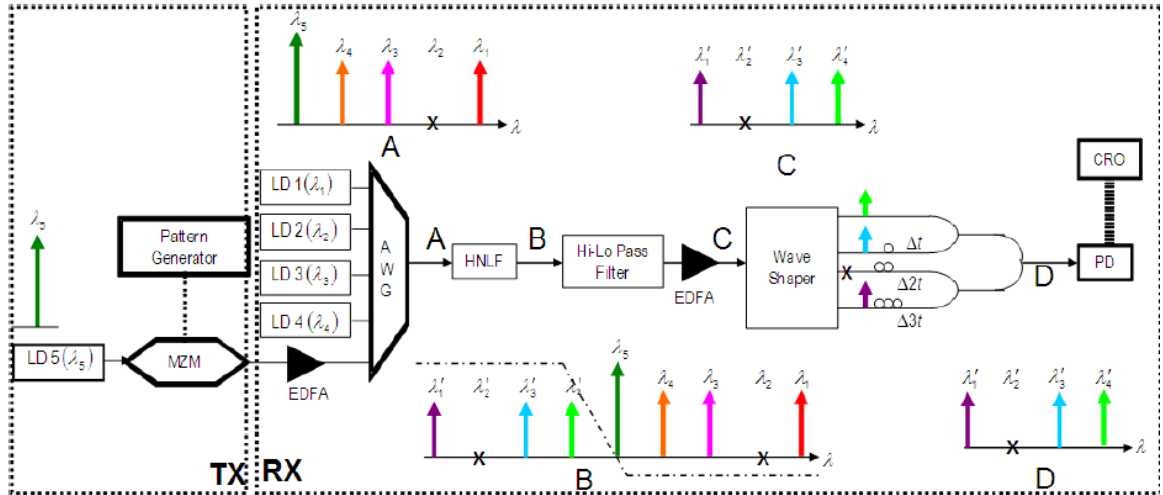 λ5
λ4 λ3 λ2 λ1
x
λ
A
λ'1 λ'2 λ'3 λ'4
x
λ
C
CRO
LD 1 (λ1)
LD 2 (λ2)
LD 3 (λ3)
LD 4 (λ4)
AWG
A
HNLF
B
Hi-Lo Pass Filter
C
EDFA
Wave Shaper
x
Δt
Δ2t
Δ3t
D
PD
λ5
Pattern Generator
LD 5 (λ5)
MZM
EDFA
λ'1 λ'2 λ'3 λ5 λ4 λ3 λ2 λ1
x x
λ
B
λ'1 λ'2 λ'3 λ'4
x
λ
D
TX
RX